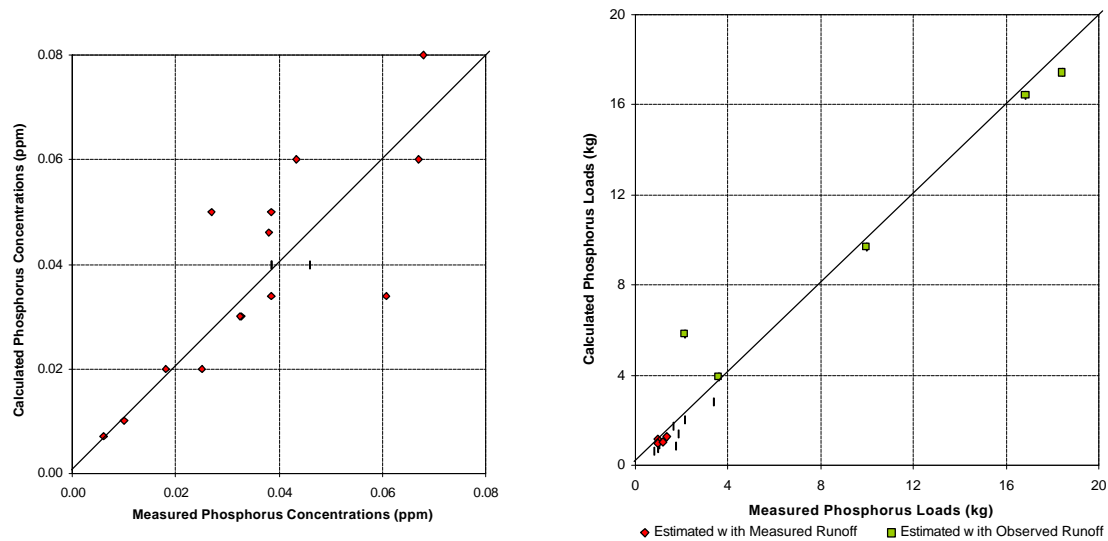 0.08
0.06
0.04
0.02
0.00
0.00 0.02 0.04 0.06 0.08
Calculated Phosphorus Concentrations (ppm)
Measured Phosphorus Concentrations (ppm)
20
16
12
8
4
0
0 4 8 12 16 20
Calculated Phosphorus Loads (kg)
Measured Phosphorus Loads (kg)
Estimated with Measured Runoff Estimated with Observed Runoff